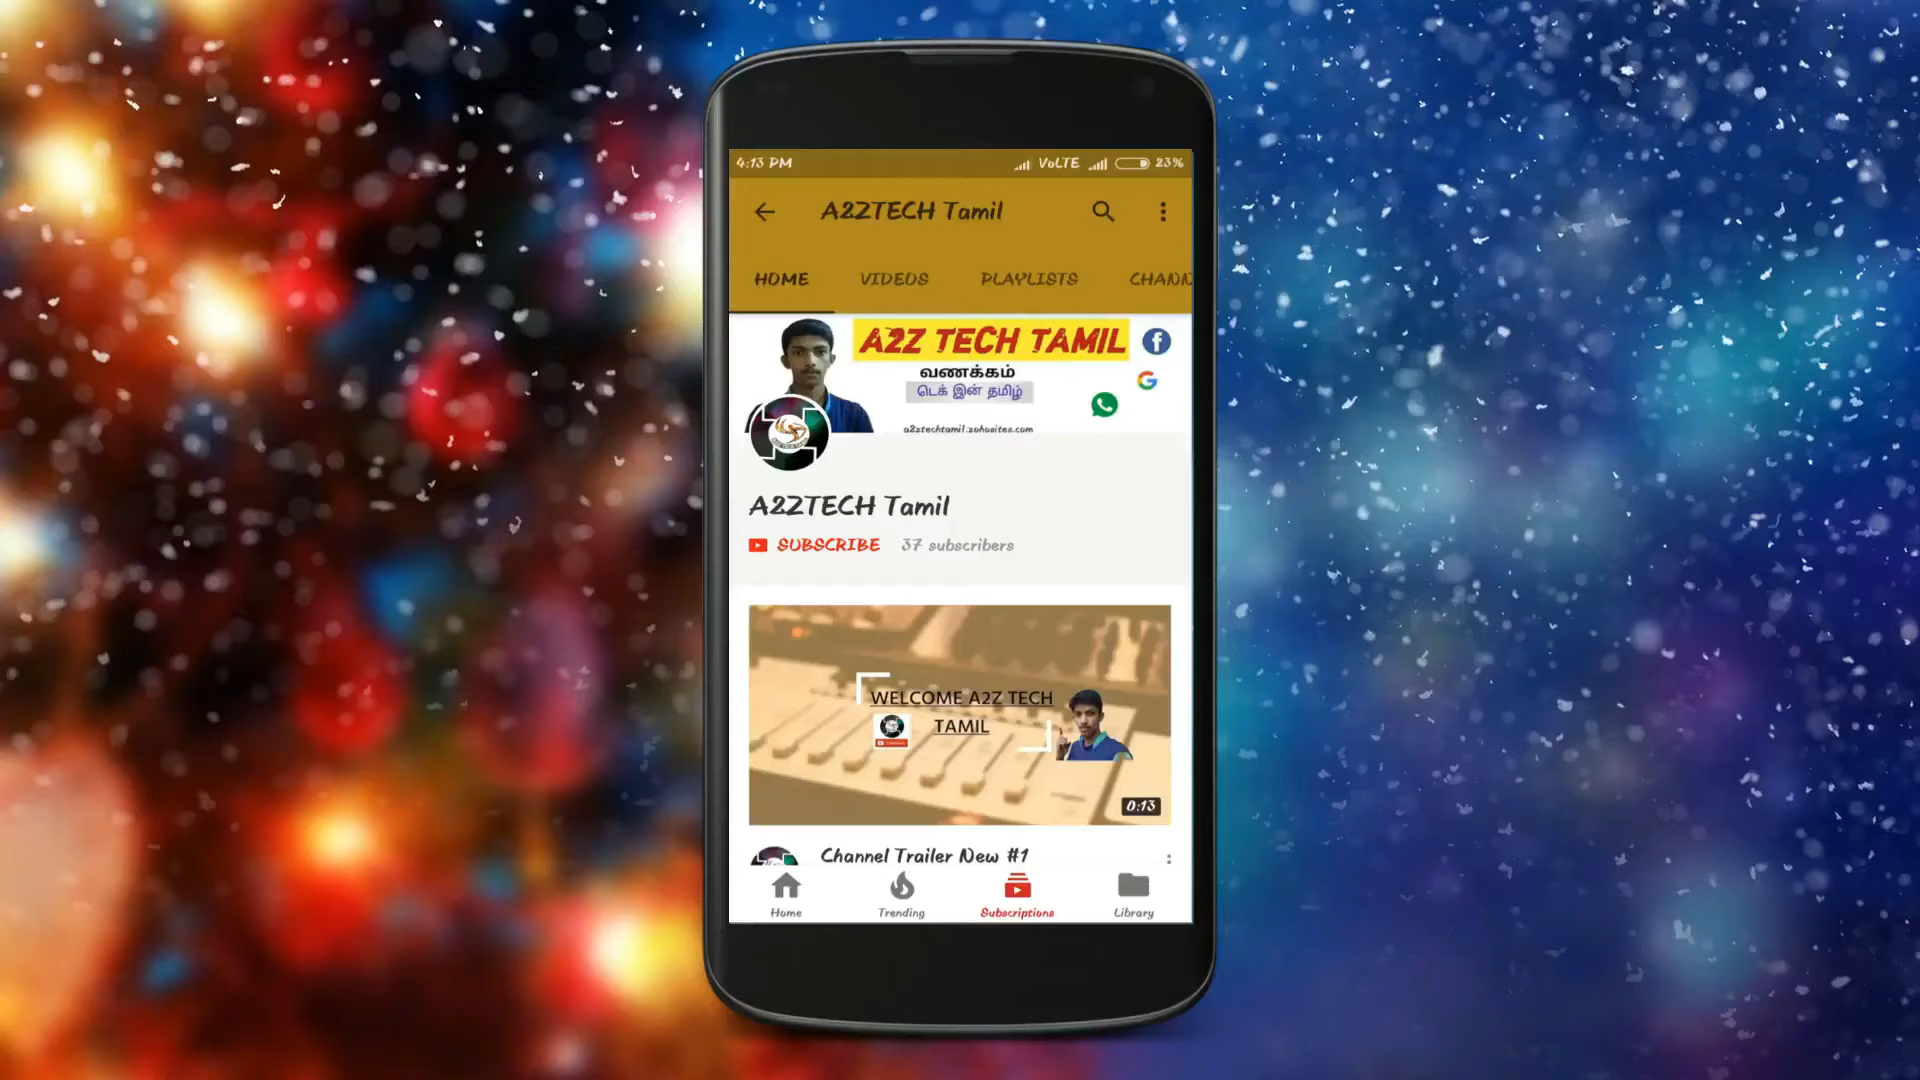 4:13 PM
VoLTE
23%
A2ZTECH Tamil
HOME
VIDEOS
PLAYLISTS
CHANN
A2Z TECH TAMIL
வணக்கம்
டெக் இன் தமிழ்
a2ztechtamil.zohosites.com
A2ZTECH Tamil
SUBSCRIBE 37 subscribers
WELCOME A2Z TECH
TAMIL
0:13
Channel Trailer New #1
Home
Trending
Subscriptions
Library